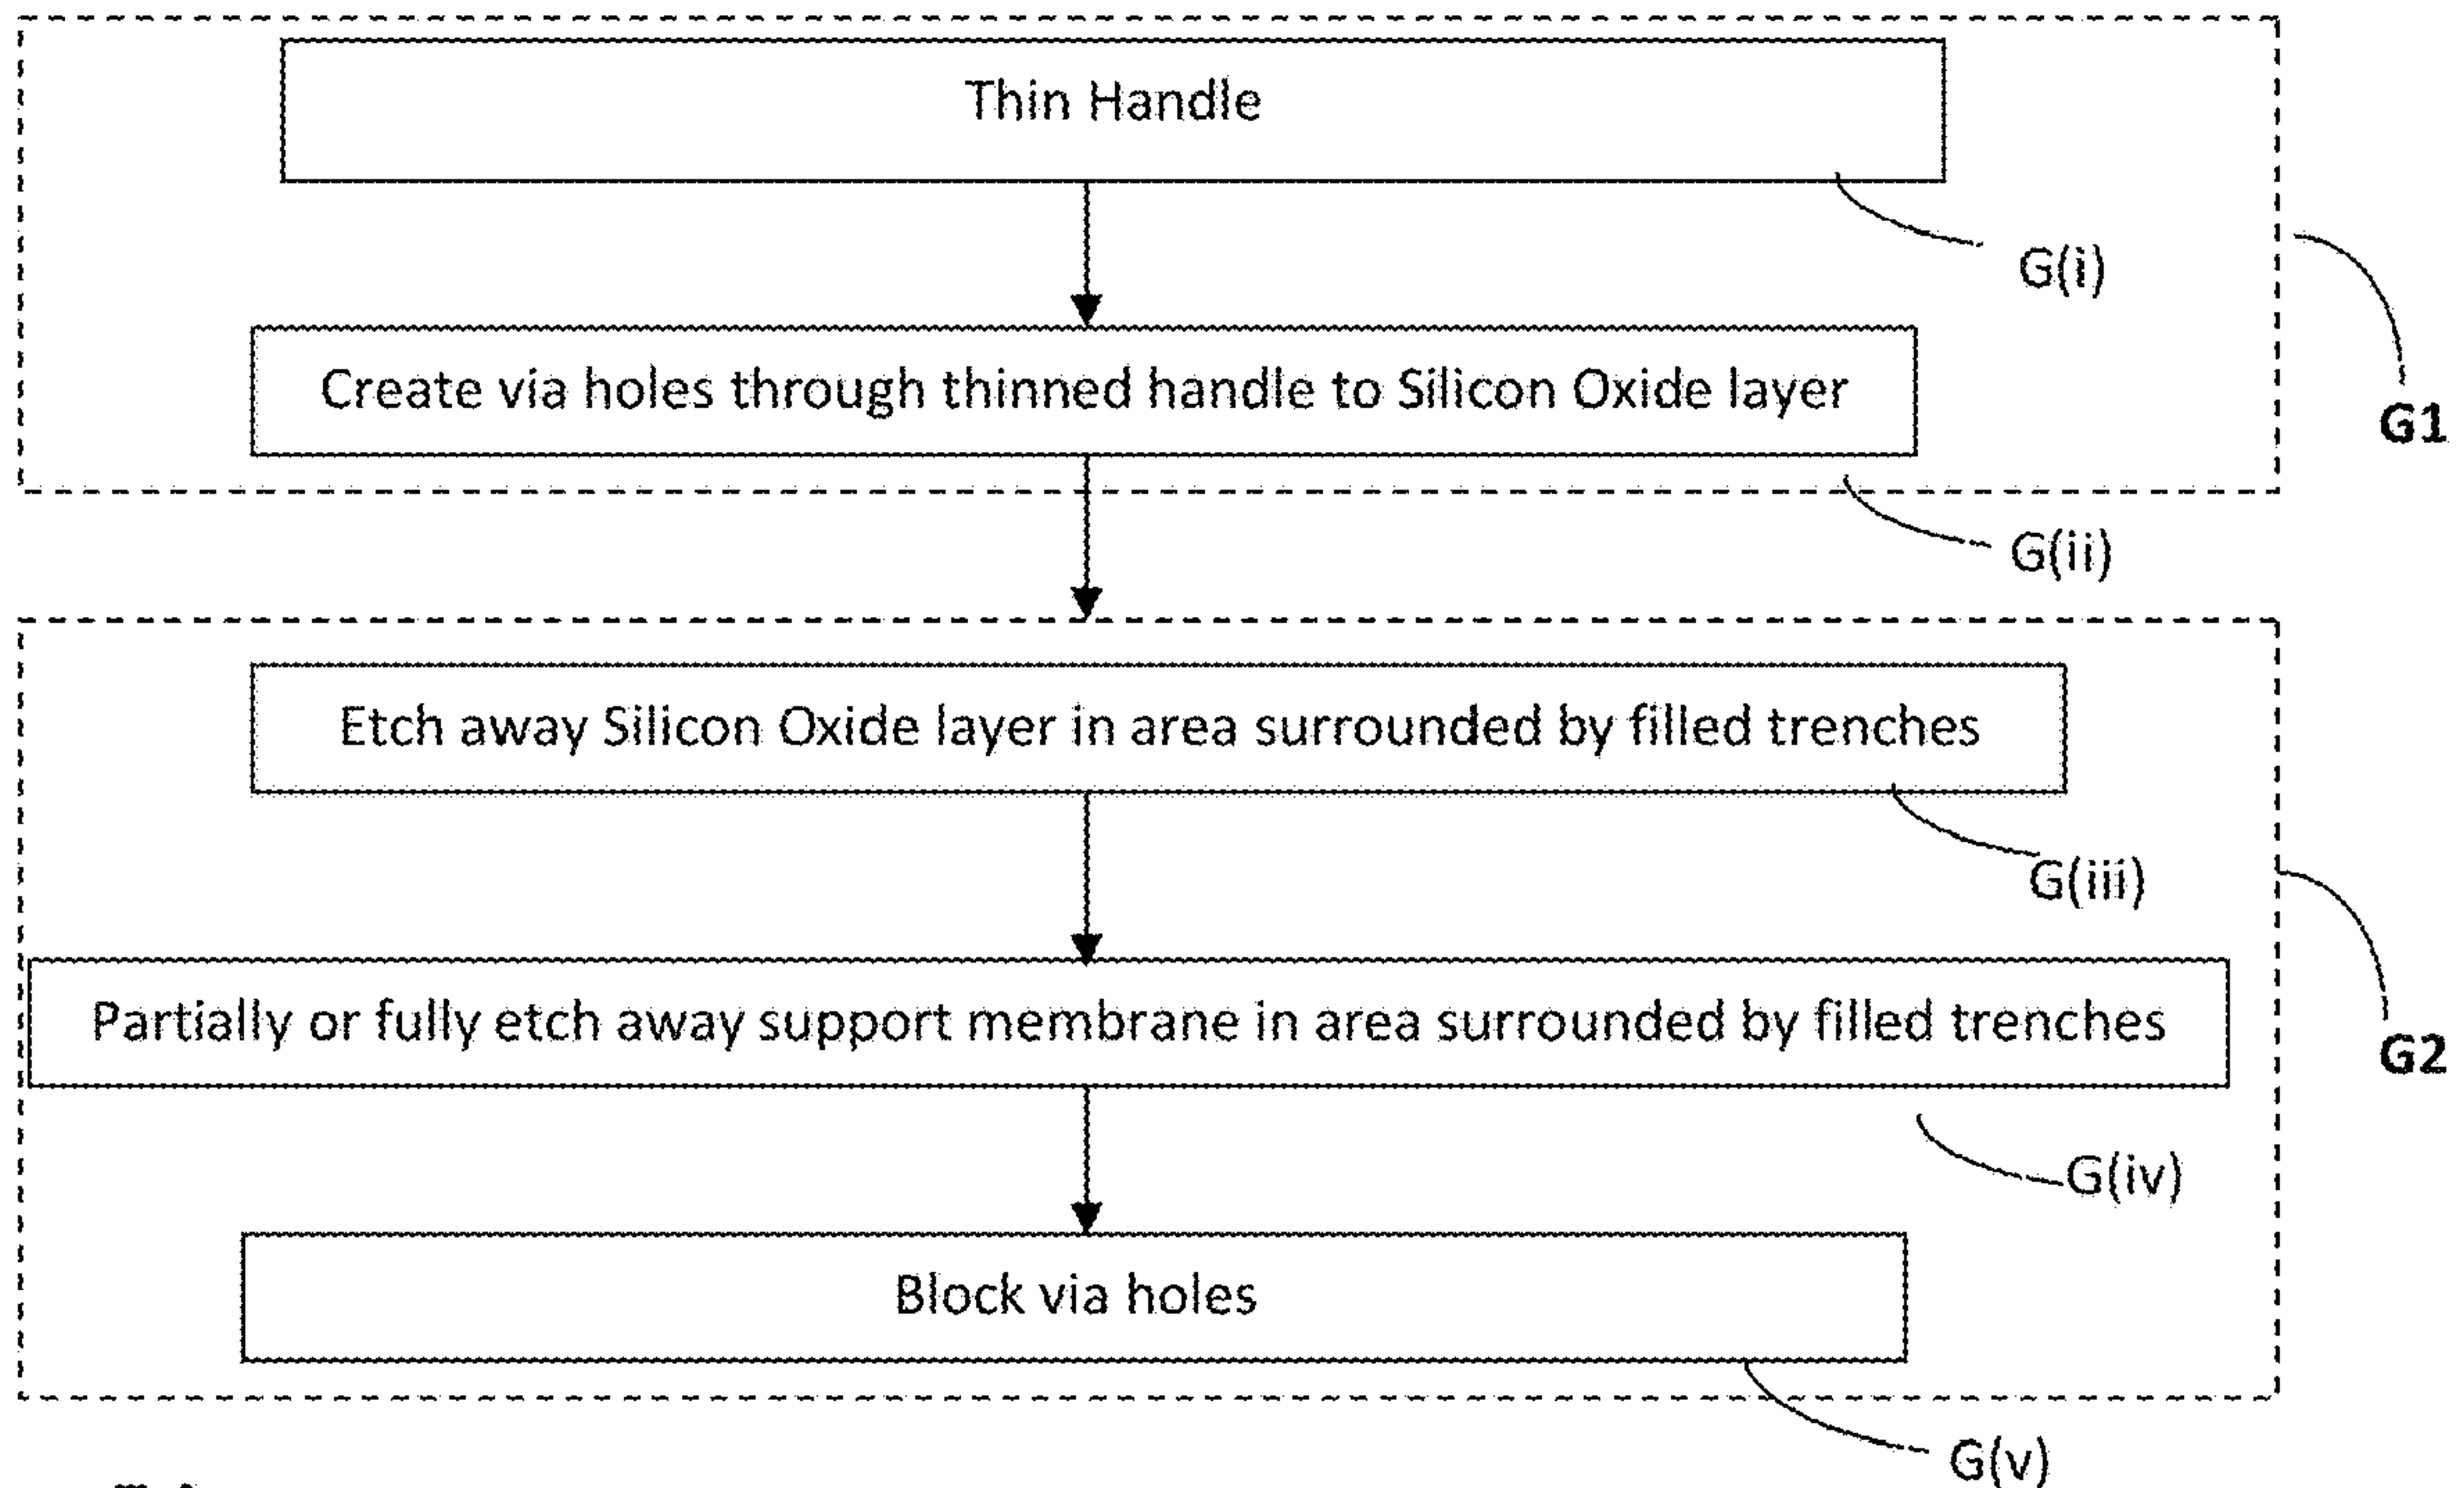 Thin Handle
G(i)
Create via holes through thinned handle to Silicon Oxide layer
G1
G(ii)
Etch away Silicon Oxide layer in area surrounded by filled trenches
G(iii)
Partially or fully etch away support membrane in area surrounded by filled trenches
G2
G(iv)
Block via holes
G(v)